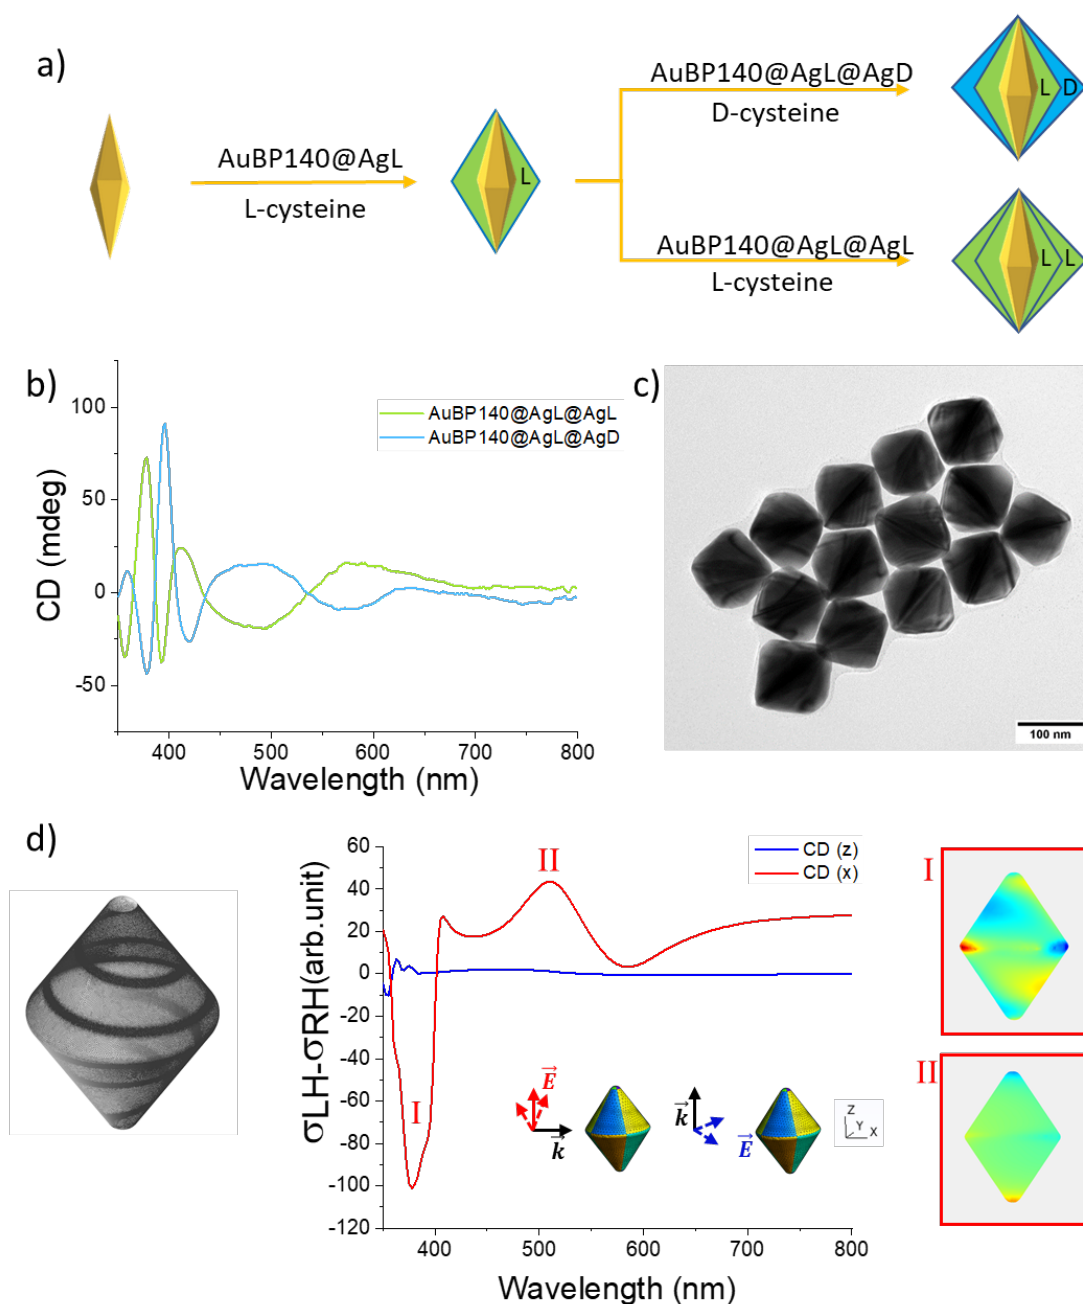 a)
AuBP140@AgL
L-cysteine
L
AuBP140@AgL@AgD
D-cysteine
L D
AuBP140@AgL@AgL
L-cysteine
L L
b)
CD (mdeg)
100
50
0
-50
400 500 600 700 800
Wavelength (nm)
AuBP140@AgL@AgL
AuBP140@AgL@AgD
c)
100 nm
d)
σLH-σRH(arb.unit)
60
40
20
0
-20
-40
-60
-80
-100
-120
400 500 600 700 800
Wavelength (nm)
CD (z)
CD (x)
II
I
E
k
k
E
Z
Y
X
I
II